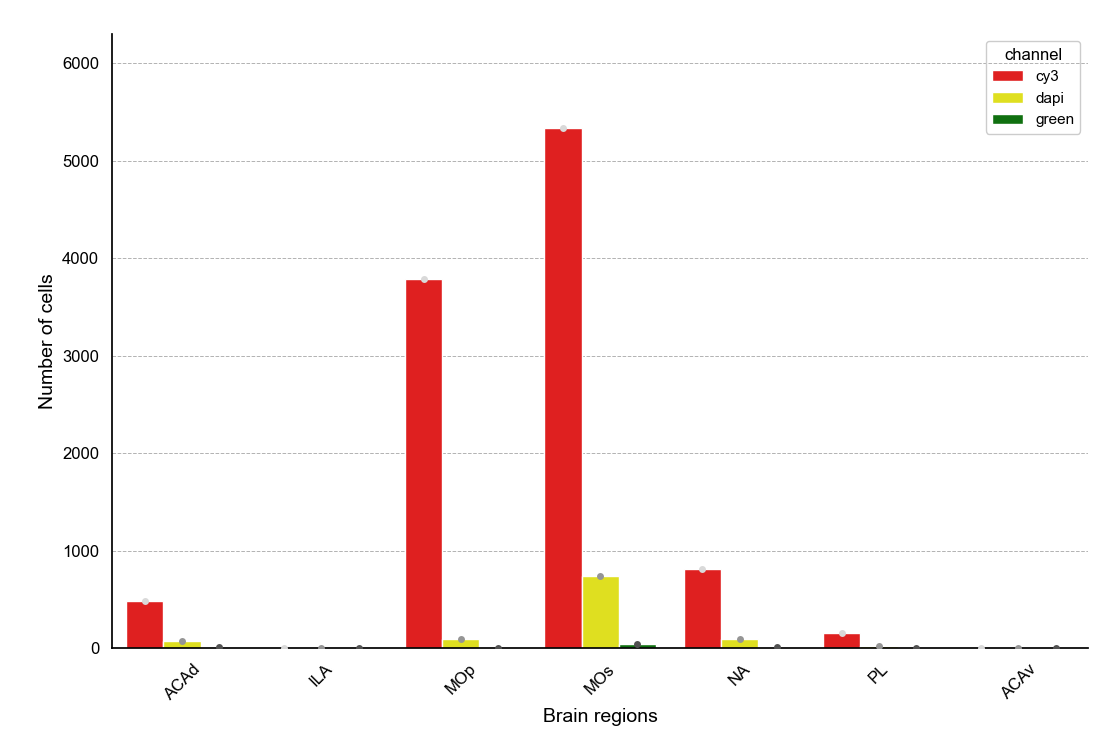 channel
cy3
dapi
green
6000
5000
4000
3000
2000
1000
0
Number of cells
ACAd
ILA
MOp
MOs
NA
PL
ACAv
Brain regions